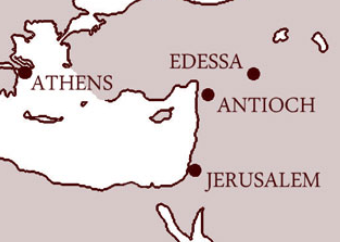 EDESSA
ATHENS
ANTIOCH
JERUSALEM